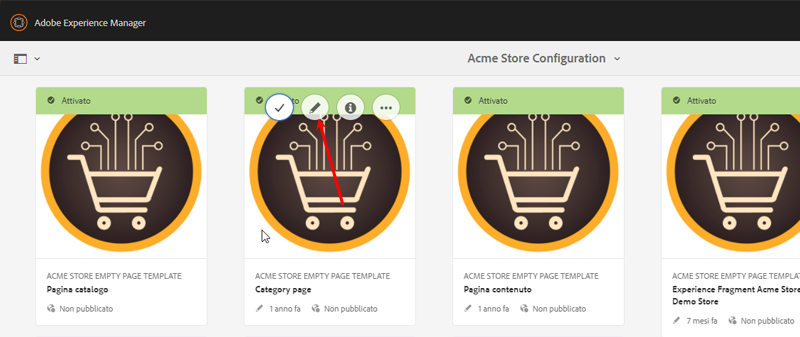 Adobe Experience Manager
Acme Store Configuration
Attivato
Attivato
Attivato
Attivato
ACME STORE EMPTY PAGE TEMPLATE
Pagina catalogo
Non pubblicato
ACME STORE EMPTY PAGE TEMPLATE
Category page
1 anno fa Non pubblicato
ACME STORE EMPTY PAGE TEMPLATE
Pagina contenuto
1 anno fa Non pubblicato
ACME STORE EMPTY PAGE TEMPLATE
Experience Fragment Acme Store
Demo Store
7 mesi fa Non pubblicato